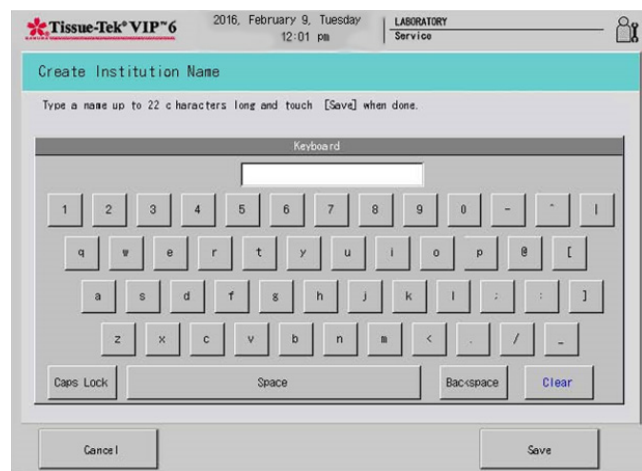 Tissue-Tek® VIP™6
2016, February 9, Tuesday
12:01 pm
LABORATORY
Service
Create Institution Name
Type a name up to 22 characters long and touch [Save] when done.
Keyboard
1 2 3 4 5 6 7 8 9 0 - ^ |
q w e r t y u i o p @ [
a s d f g h j k l ; : ]
z x c v b n m < . / _
Caps Lock Space Backspace Clear
Cancel Save